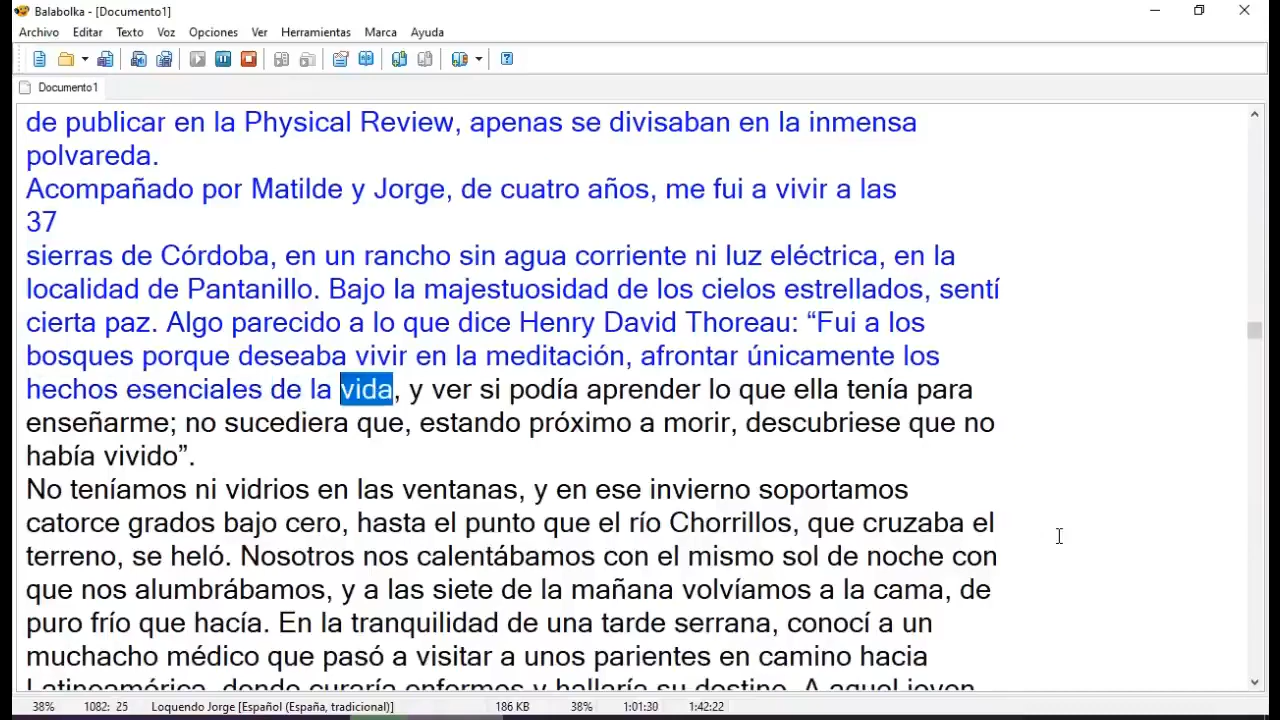 Balabolka - [Documento1]
Archivo Editar Texto Voz Opciones Ver Herramientas Marca Ayuda
Documento1
de publicar en la Physical Review, apenas se divisaban en la inmensa
polvareda.
Acompañado por Matilde y Jorge, de cuatro años, me fui a vivir a las
37
sierras de Córdoba, en un rancho sin agua corriente ni luz eléctrica, en la
localidad de Pantanillo. Bajo la majestuosidad de los cielos estrellados, sentí
cierta paz. Algo parecido a lo que dice Henry David Thoreau: “Fui a los
bosques porque deseaba vivir en la meditación, afrontar únicamente los
hechos esenciales de la vida, y ver si podía aprender lo que ella tenía para
enseñarme; no sucediera que, estando próximo a morir, descubriese que no
había vivido”.
No teníamos ni vidrios en las ventanas, y en ese invierno soportamos
catorce grados bajo cero, hasta el punto que el río Chorrillos, que cruzaba el
terreno, se heló. Nosotros nos calentábamos con el mismo sol de noche con
que nos alumbrábamos, y a las siete de la mañana volvíamos a la cama, de
puro frío que hacía. En la tranquilidad de una tarde serrana, conocí a un
muchacho médico que pasó a visitar a unos parientes en camino hacia
Latinoamérica, donde curaría enfermos y hallaría su destino. A aquel joven,
38% 1082: 25 Loquendo Jorge [Español (España, tradicional)] 186 KB 38% 1:01:30 1:42:22